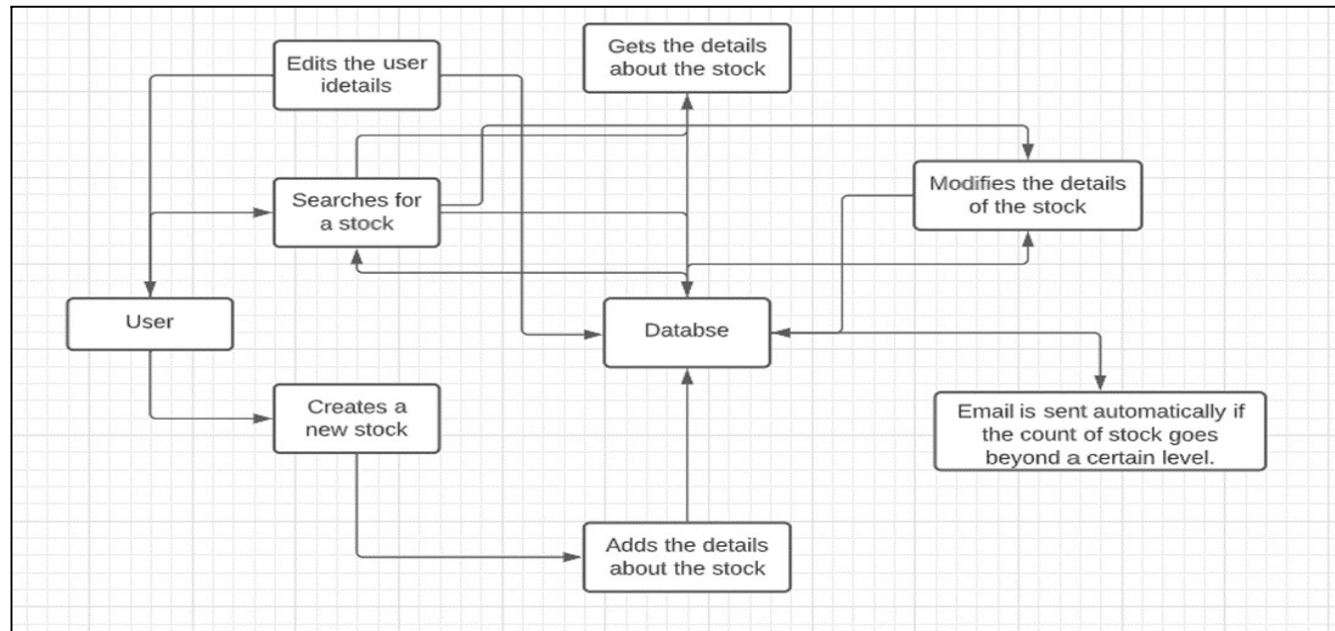 Edits the user
idetails
Gets the details
about the stock
Searches for
a stock
Modifies the details
of the stock
User
Databse
Creates a
new stock
Email is sent automatically if
the count of stock goes
beyond a certain level.
Adds the details
about the stock